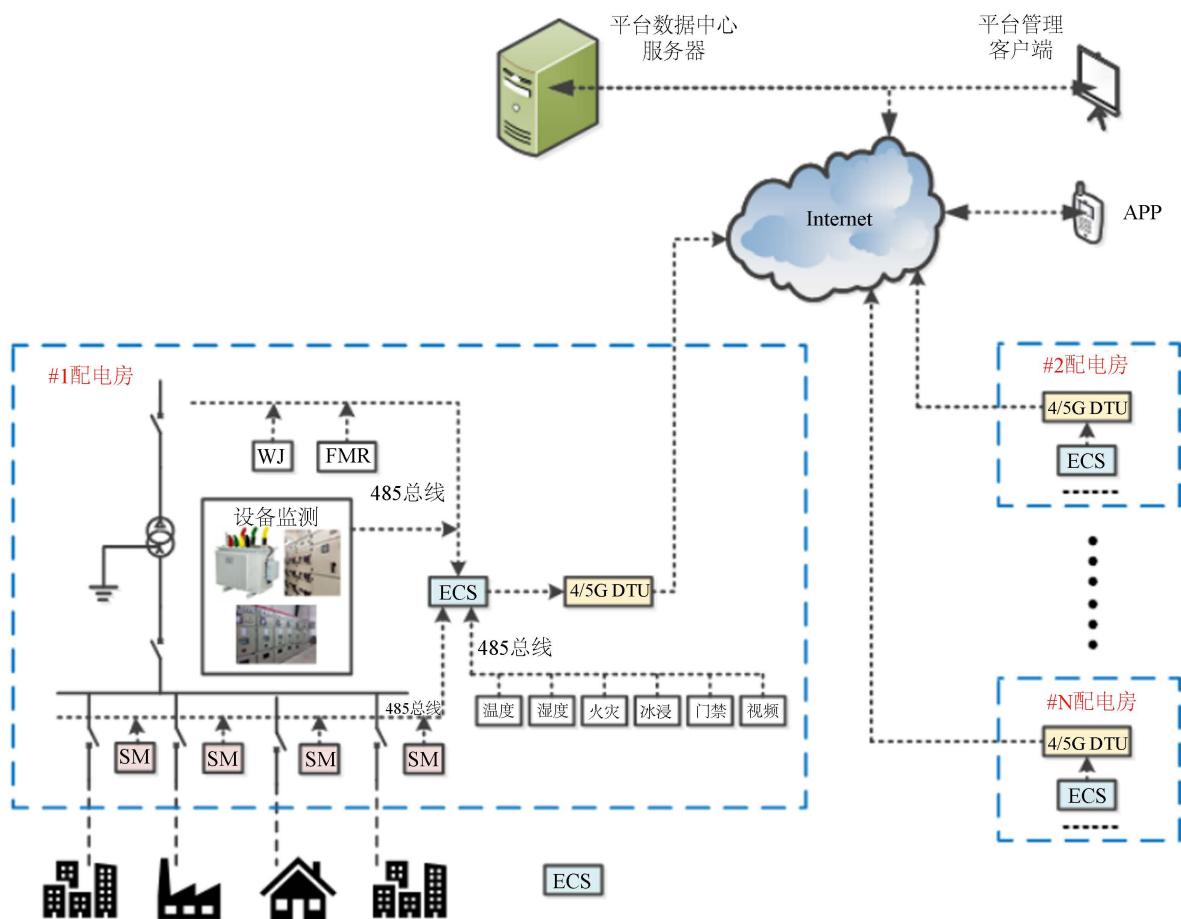 平台数据中心
服务器
平台管理
客户端
Internet
APP
#1配电房
WJ
FMR
485总线
设备监测
ECS
4/5G DTU
485总线
温度
湿度
火灾
冰浸
门禁
视频
485总线
SM
SM
SM
SM
#2配电房
4/5G DTU
ECS
#N配电房
4/5G DTU
ECS
ECS